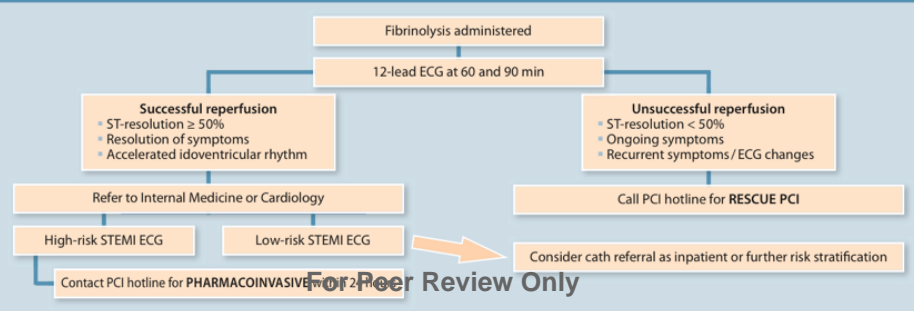 Fibrinolysis administered
12-lead ECG at 60 and 90 min
Successful reperfusion
ST-resolution ≥ 50%
Resolution of symptoms
Accelerated idoventricular rhythm
Unsuccessful reperfusion
ST-resolution < 50%
Ongoing symptoms
Recurrent symptoms/ECG changes
Refer to Internal Medicine or Cardiology
Call PCI hotline for RESCUE PCI
High-risk STEMI ECG
Low-risk STEMI ECG
Consider cath referral as inpatient or further risk stratification
Contact PCI hotline for PHARMACOINVASIVE
For Peer Review Only